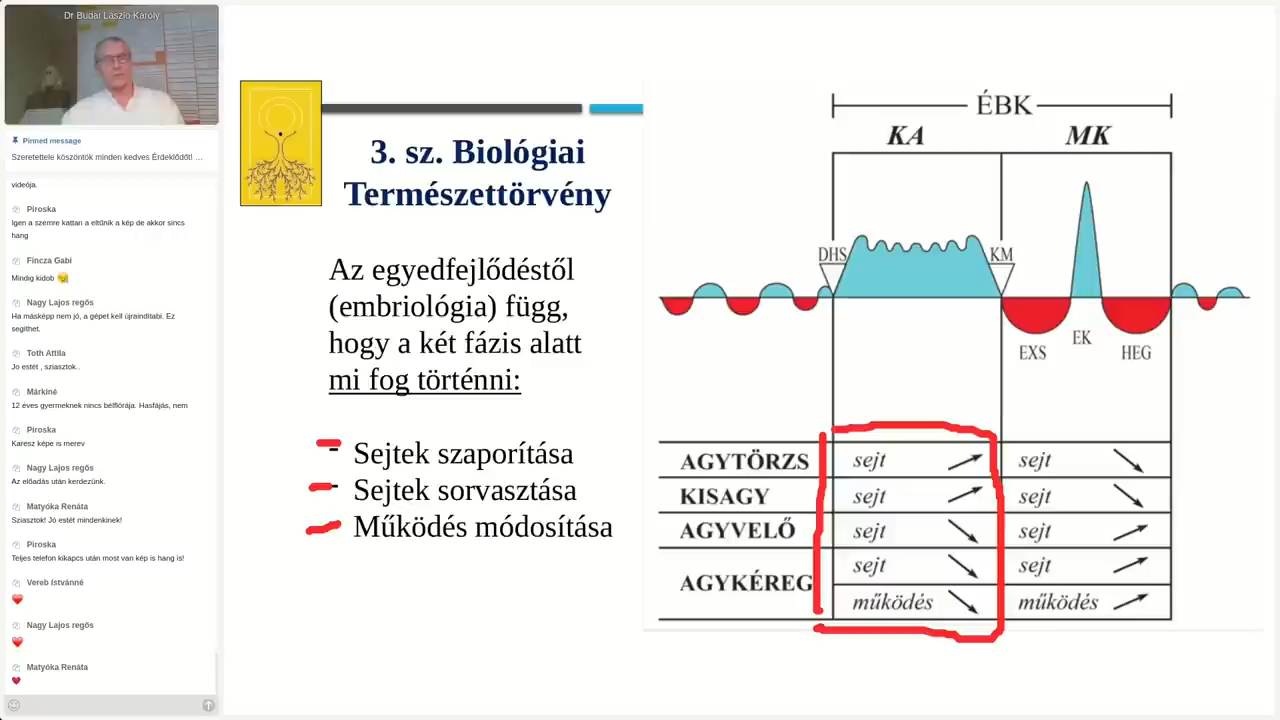 Dr Budai László Károly
Pinned message
Szeretettele köszöntök minden kedves Érdeklődőt! …
videója.
Piroska
Igen a szemre kattan a eltűnik a kép de akkor sincs
hang
Fincza Gabi
Mindig kidob
Nagy Lajos regős
Ha másképp nem jó, a gépet kell újraindítabi. Ez
segíthet.
Toth Attila
Jo estét , sziasztok..
Márkiné
12 éves gyermeknek nincs bélflórája. Hasfájás, nem
Piroska
Karesz képe is merev
Nagy Lajos regős
Az előadás után kerdezünk.
Matyóka Renáta
Sziasztok! Jó estét mindenkinek!
Piroska
Teljes telefon kikapcs után most van kép is hang is!
Vereb Istvánné
Nagy Lajos regős
Matyóka Renáta
3. sz. Biológiai
Természettörvény
Az egyedfejlődéstől
(embriológia) függ,
hogy a két fázis alatt
mi fog történni:
- Sejtek szaporítása
- Sejtek sorvasztása
- Működés módosítása
ÉBK
KA MK
DHS KM
EXS EK HEG
AGYTÖRZS sejt sejt
KISAGY sejt sejt
AGYVELŐ sejt sejt
AGYKÉREG sejt sejt
működés működés